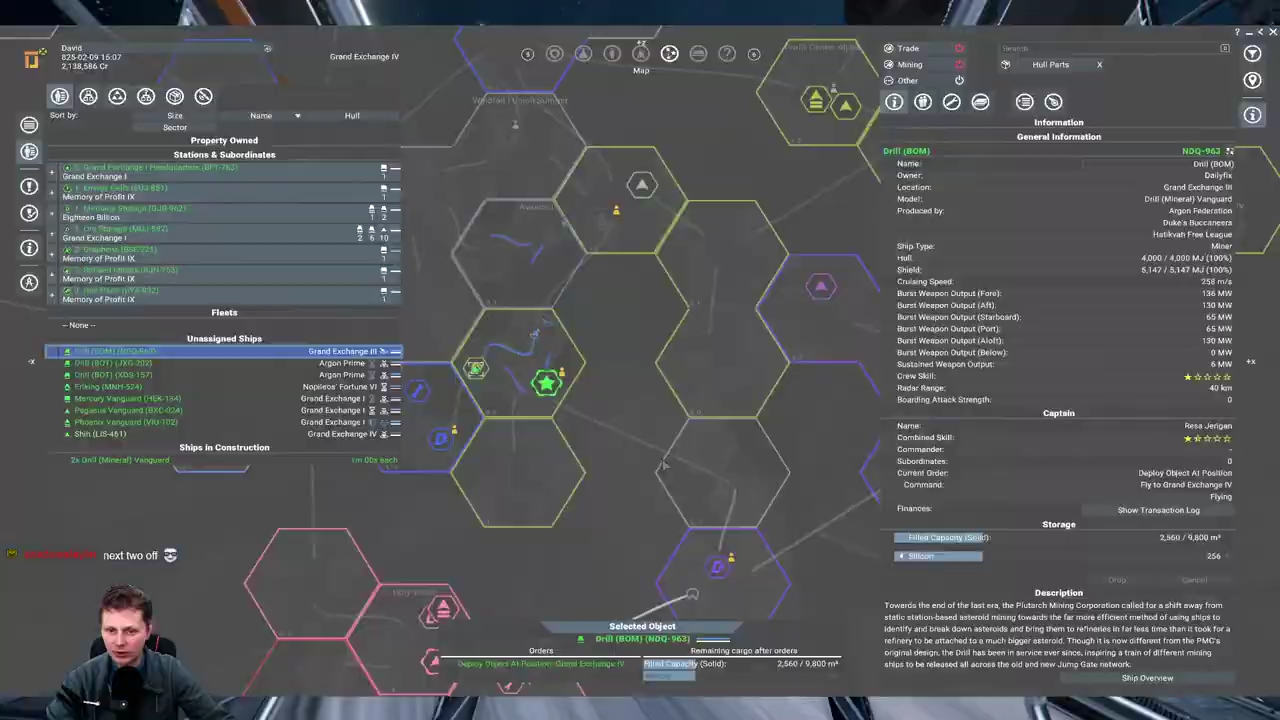 David
825-02-09 15:07
2,138,586 Cr
Grand Exchange IV
Map
Sort by:
Size
Name
Hull
Sector
Property Owned
Stations & Subordinates
Grand Exchange I
1
Memory of Profit IX
1
Eighteen Billion
1 2
Grand Exchange I
2 6 10
Memory of Profit IX
1
Memory of Profit IX
1
Memory of Profit IX
1
Fleets
-- None --
Unassigned Ships
Grand Exchange III
Drill (BOT) (JXG-202)
Argon Prime
Drill (BOT) (XDS-157)
Argon Prime
Erlking (MNH-524)
Nopileos' Fortune VI
Mercury Vanguard (HEK-184)
Grand Exchange I
Pegasus Vanguard (BXC-024)
Grand Exchange I
Phoenix Vanguard (VIU-102)
Grand Exchange I
Shih (LIS-461)
Grand Exchange IV
Ships in Construction
2x Drill (Mineral) Vanguard
1m 00s each
next two off
Trade
Mining
Other
Search
Hull Parts
X
Information
General Information
Drill (BOM)
NDQ-963
Name:
Drill (BOM)
Owner:
Dailyfix
Location:
Grand Exchange III
Model:
Drill (Mineral) Vanguard
Produced by:
Argon Federation
Duke's Buccaneers
Hatikvah Free League
Ship Type:
Miner
Hull:
4,000 / 4,000 MJ (100%)
Shield:
5,147 / 5,147 MJ (100%)
Cruising Speed:
258 m/s
Burst Weapon Output (Fore):
136 MW
Burst Weapon Output (Aft):
130 MW
Burst Weapon Output (Starboard):
65 MW
Burst Weapon Output (Port):
65 MW
Burst Weapon Output (Aloft):
130 MW
Burst Weapon Output (Below):
0 MW
Sustained Weapon Output:
6 MW
Crew Skill:
Radar Range:
40 km
Boarding Attack Strength:
0
Captain
Name:
Resa Jerigan
Combined Skill:
Commander:
-
Subordinates:
0
Current Order:
Deploy Object At Position
Command:
Fly to Grand Exchange IV
Flying
Finances:
Show Transaction Log
Storage
Filled Capacity (Solid):
2,560 / 9,800 m³
Silicon
256
Drop
Cancel
Description
Towards the end of the last era, the Plutarch Mining Corporation called for a shift away from
static station-based asteroid mining towards the far more efficient method of using ships to
identify and break down asteroids and bring them to refineries in far less time than it took for a
refinery to be attached to a much bigger asteroid. Though it is now different from the PMC's
original design, the Drill has been in service ever since, inspiring a train of different mining
ships to be released all across the old and new Jump Gate network.
Ship Overview
Selected Object
Drill (BOM) (NDQ-963)
Orders
Remaining cargo after orders
Deploy Object At Position: Grand Exchange IV
Filled Capacity (Solid):
2,560 / 9,800 m³